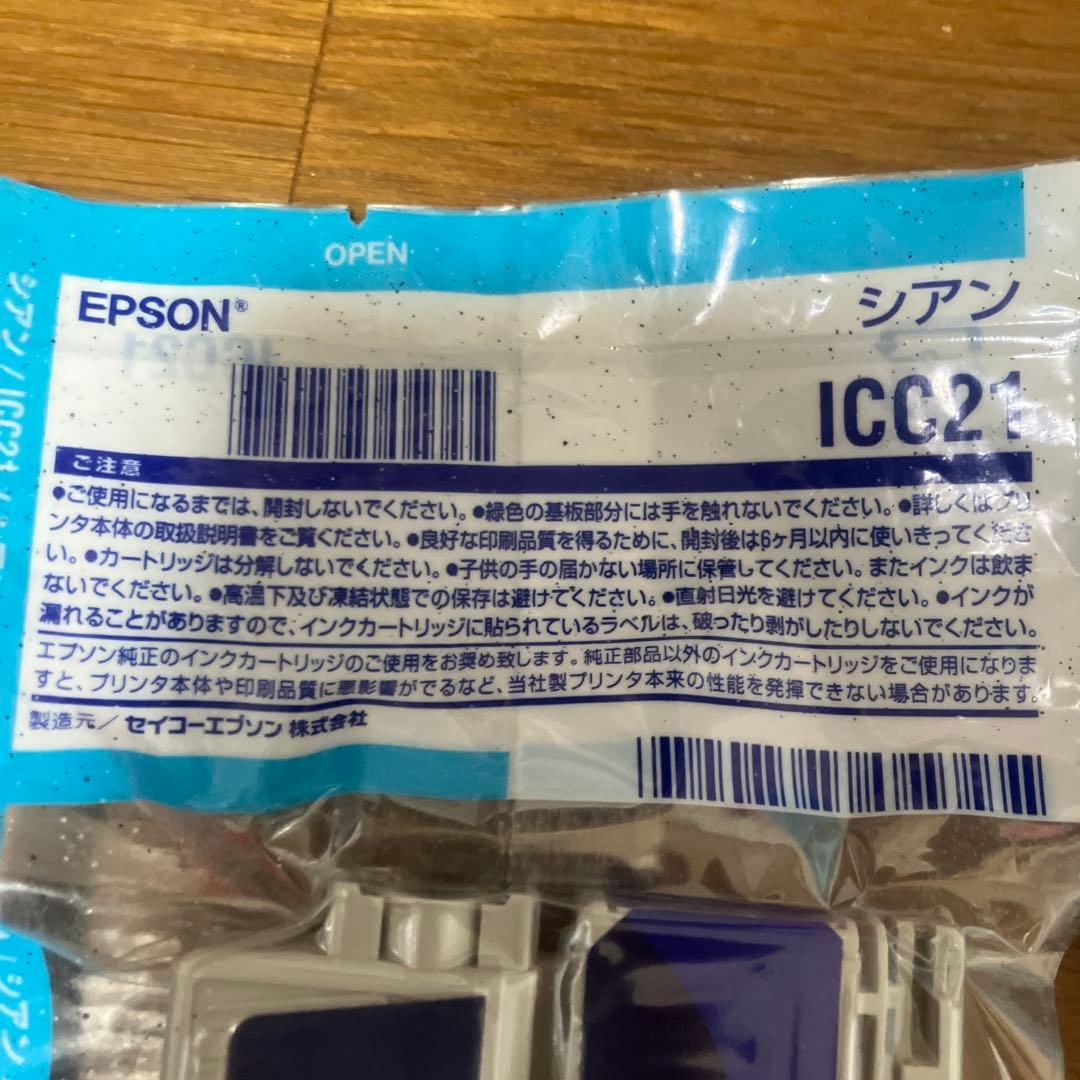 OPEN
EPSON®
シアン
ICC21
ご注意
●ご使用になるまでは、開封しないでください。●緑色の基板部分には手を触れないでください。●詳しくはプリ
ンタ本体の取扱説明書をご覧ください。●良好な印刷品質を得るために、開封後は6ヶ月以内に使いきってくださ
い。●カートリッジは分解しないでください。●子供の手の届かない場所に保管してください。またインクは飲ま
ないでください。●高温下及び凍結状態での保存は避けてください。●直射日光を避けてください。●インクが
漏れることがありますので、インクカートリッジに貼られているラベルは、破ったり剥がしたりしないでください。
エプソン純正のインクカートリッジのご使用をお奨め致します。純正部品以外のインクカートリッジをご使用になりま
すと、プリンタ本体や印刷品質に悪影響がでるなど、当社製プリンタ本来の性能を発揮できない場合があります。
製造元／セイコーエプソン 株式会社
シアン / ICC21
シアン